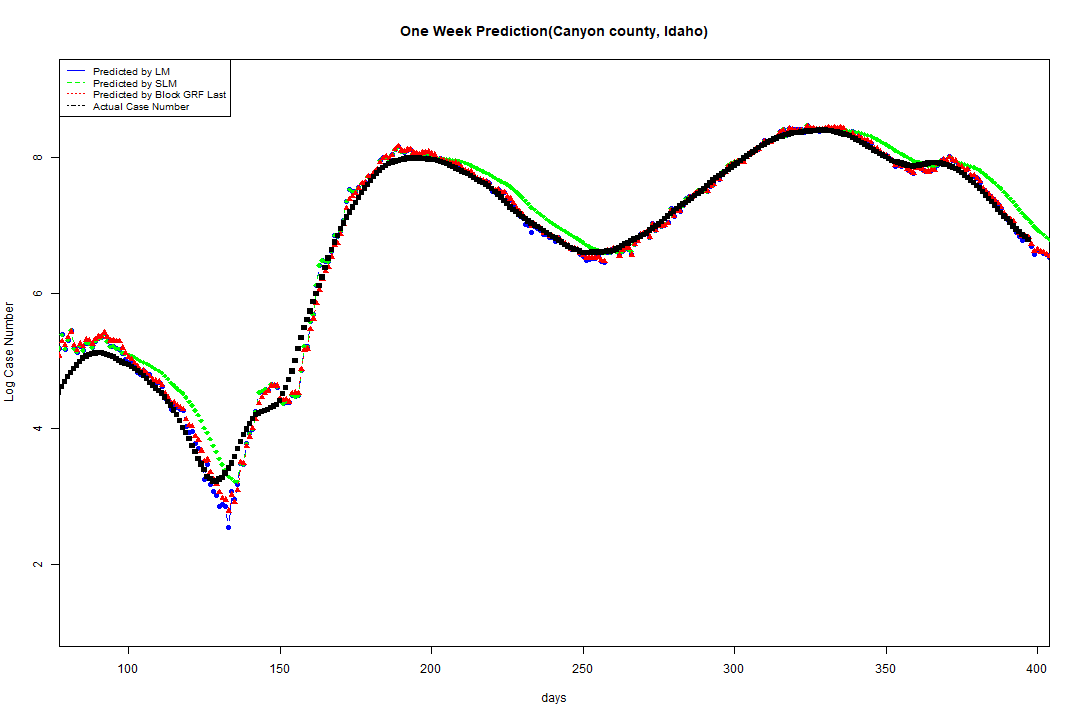 One Week Prediction(Canyon county, Idaho)
Predicted by LM
Predicted by SLM
Predicted by Block GRF Last
Actual Case Number
Log Case Number
8
6
4
2
100 150 200 250 300 350 400
days